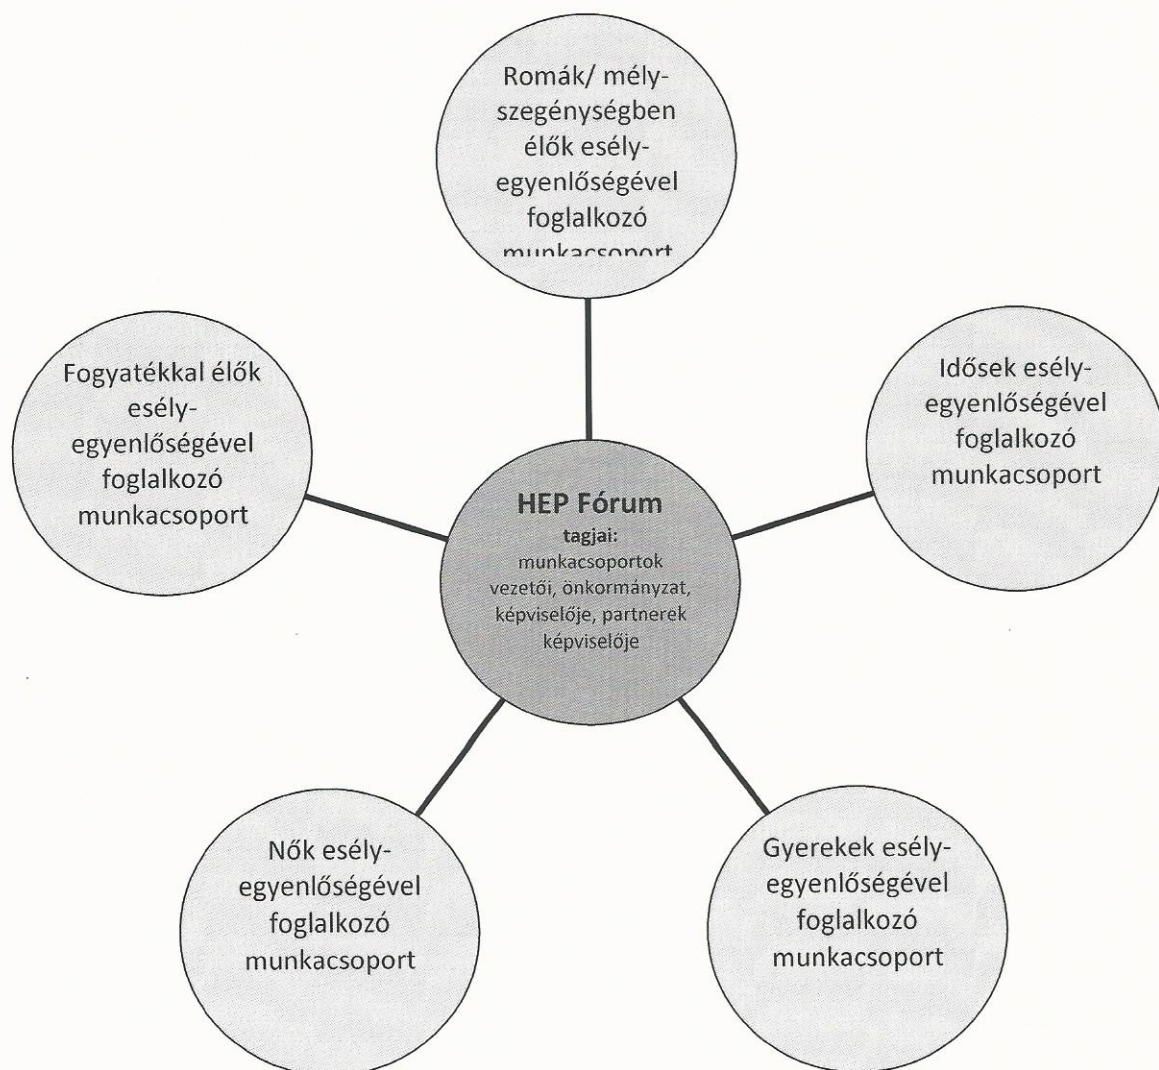 Romák/ mély-
szegénységben
élők esély-
egyenlőségével
foglalkozó
munkacsoport
Fogyatékkal élők
esély-
egyenlőségével
foglalkozó
munkacsoport
Idősek esély-
egyenlőségével
foglalkozó
munkacsoport
HEP Fórum
tagjai:
munkacsoportok
vezetői, önkormányzat,
képviselője, partnerek
képviselője
Nők esély-
egyenlőségével
foglalkozó
munkacsoport
Gyerekek esély-
egyenlőségével
foglalkozó
munkacsoport